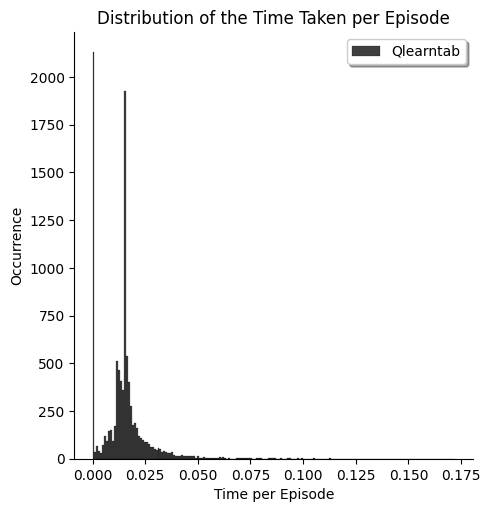 Distribution of the Time Taken per Episode
Qlearntab
2000
1750
1500
1250
1000
750
500
250
0
Occurrence
0.000 0.025 0.050 0.075 0.100 0.125 0.150 0.175
Time per Episode